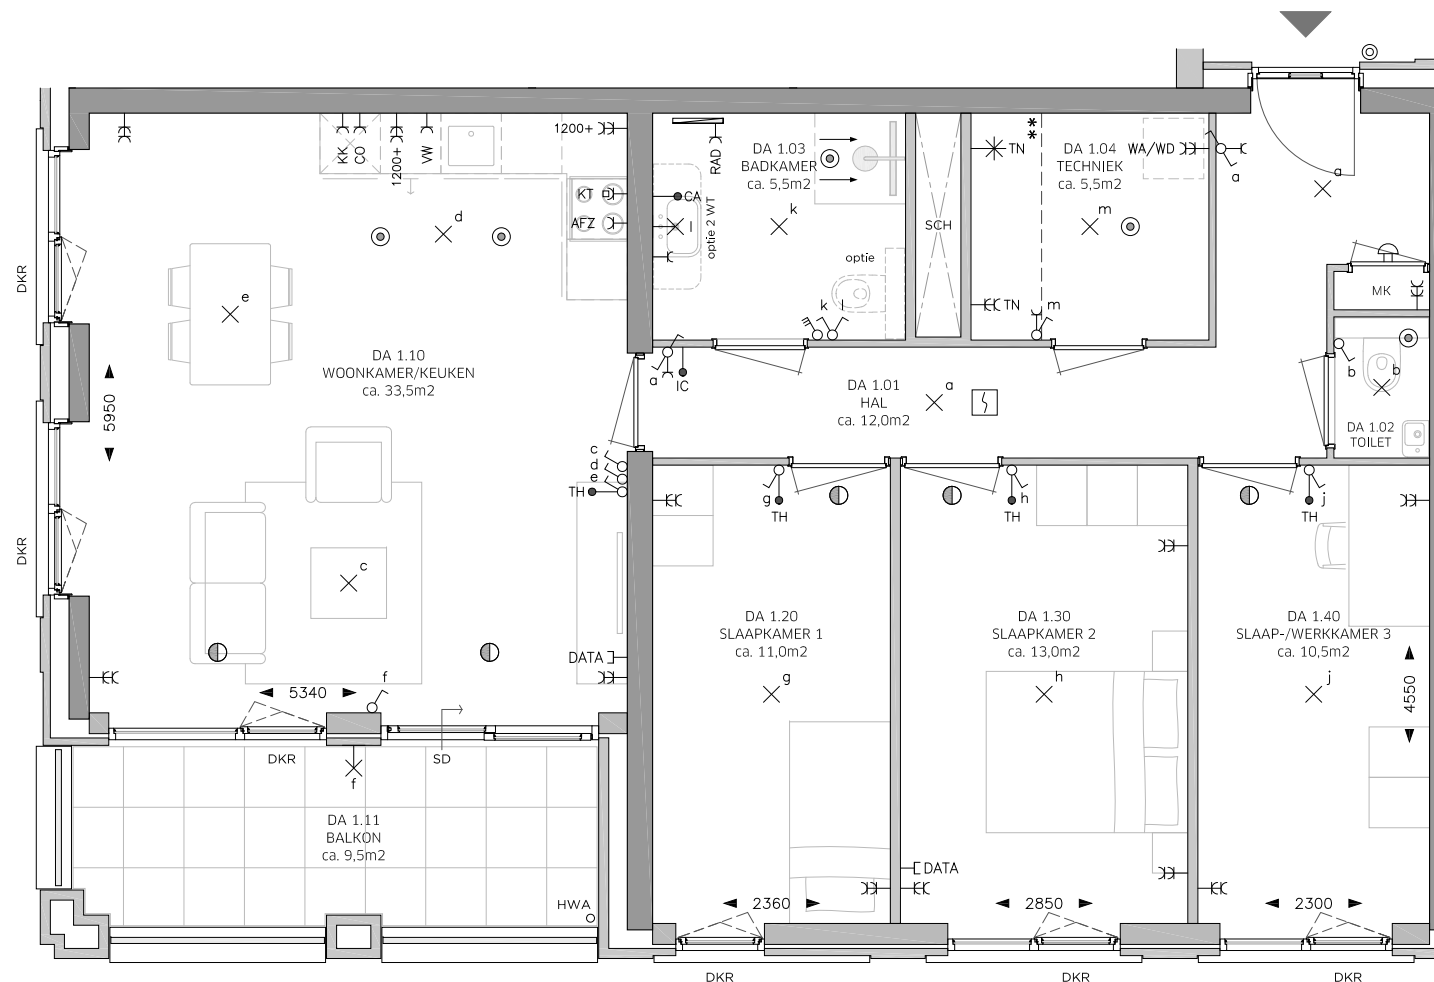 KK
CO
1200+
VW
1200+
KT
AFZ
d
e
DKR
DA 1.10
WOONKAMER/KEUKEN
ca. 33,5m2
5950
c
d
e
TH
DKR
c
DATA
5340
f
DKR
SD
f
DA 1.11
BALKON
ca. 9,5m2
HWA
RAD
DA 1.03
BADKAMER
ca. 5,5m2
CA
l
optie 2 WT
k
optie
k
l
SCH
**
TN
DA 1.04
TECHNIEK
ca. 5,5m2
WA/WD
m
TN
m
a
a
MK
b
b
DA 1.02
TOILET
a
IC
DA 1.01
HAL
ca. 12,0m2
a
g
TH
h
TH
j
TH
DA 1.20
SLAAPKAMER 1
ca. 11,0m2
g
DA 1.30
SLAAPKAMER 2
ca. 13,0m2
h
DA 1.40
SLAAP-/WERKKAMER 3
ca. 10,5m2
j
4550
DATA
2360
2850
2300
DKR
DKR
DKR